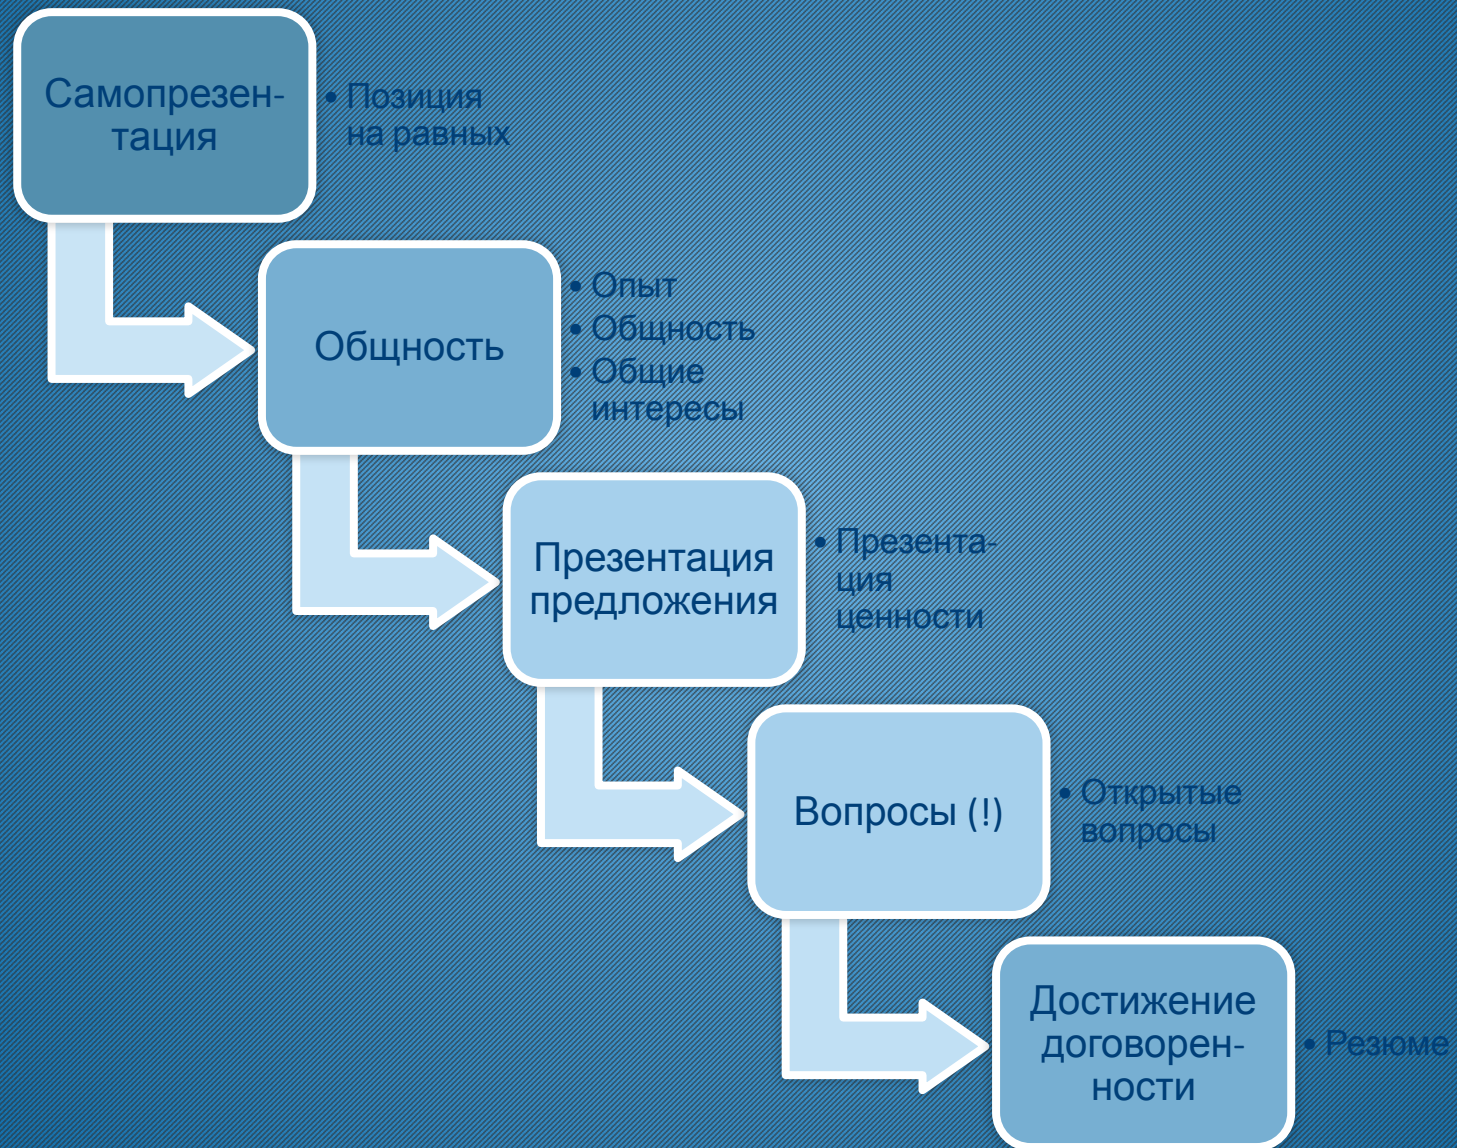 Самопрезен-
тация
• Позиция
на равных
Общность
• Опыт
• Общность
• Общие
интересы
Презентация
предложения
• Презента-
ция
ценности
Вопросы (!)
• Открытые
вопросы
Достижение
договорен-
ности
• Резюме